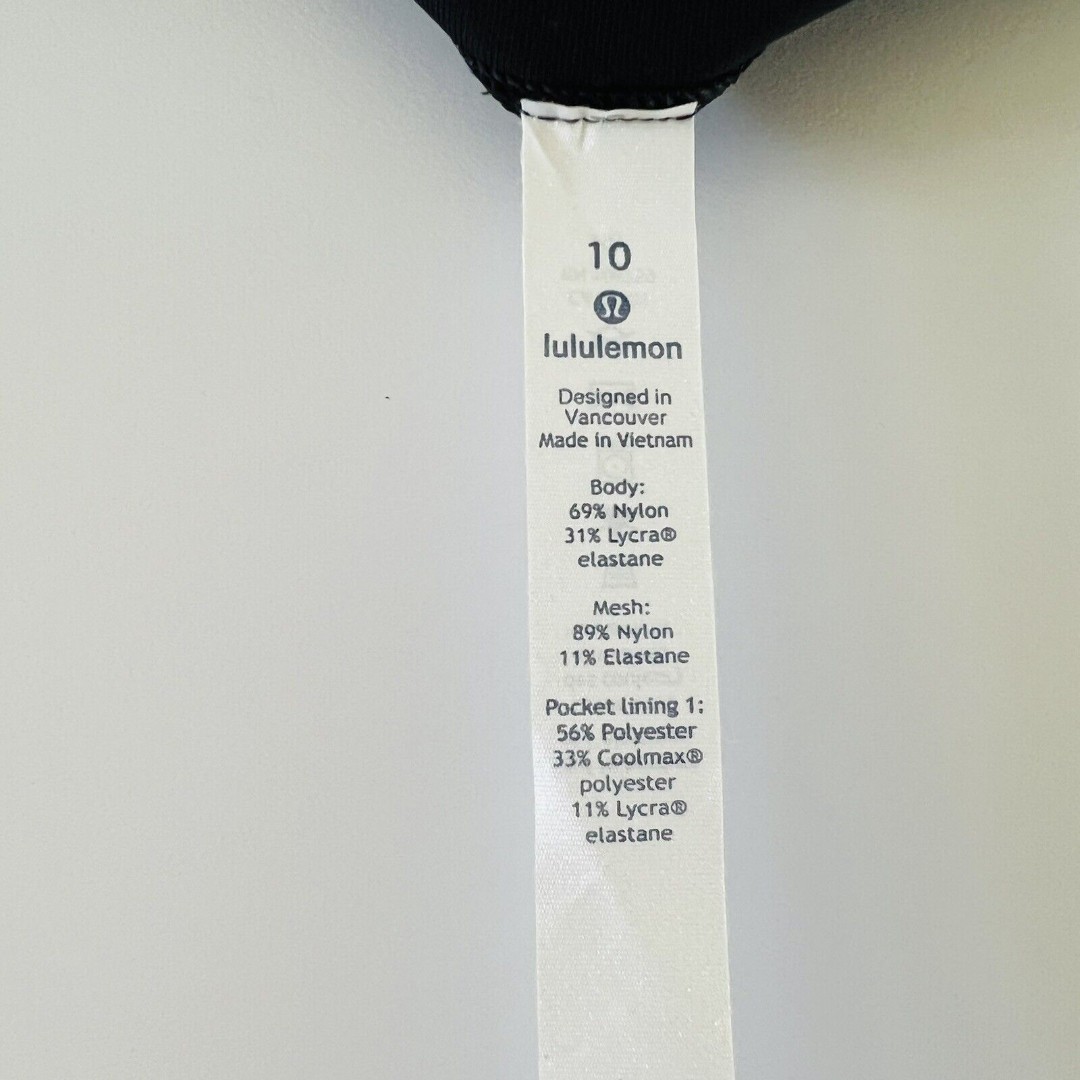 10
lululemon
Designed in
Vancouver
Made in Vietnam
Body:
69% Nylon
31% Lycra®
elastane
Mesh:
89% Nylon
11% Elastane
Pocket lining 1:
56% Polyester
33% Coolmax®
polyester
11% Lycra®
elastane